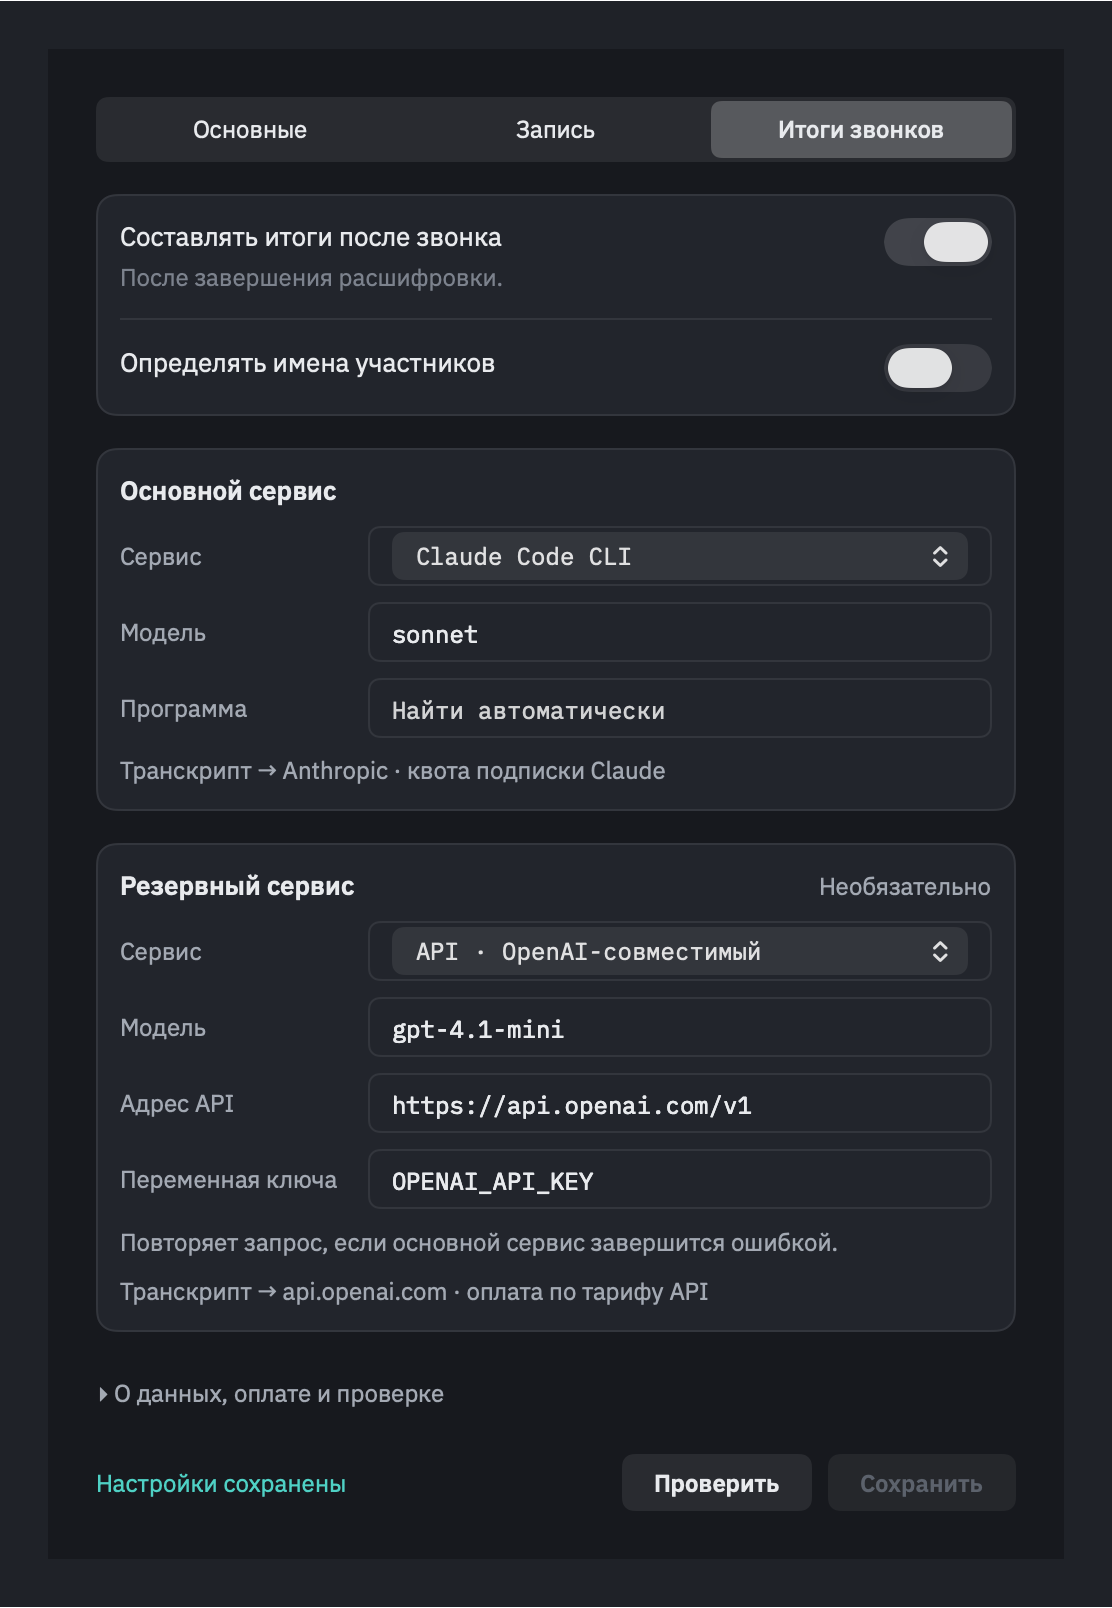 Основные
Запись
Итоги звонков
Составлять итоги после звонка
После завершения расшифровки.
Определять имена участников
Основной сервис
Сервис
Claude Code CLI
Модель
sonnet
Программа
Найти автоматически
Транскрипт → Anthropic · квота подписки Claude
Резервный сервис
Необязательно
Сервис
API · OpenAI-совместимый
Модель
gpt-4.1-mini
Адрес API
https://api.openai.com/v1
Переменная ключа
OPENAI_API_KEY
Повторяет запрос, если основной сервис завершится ошибкой.
Транскрипт → api.openai.com · оплата по тарифу API
О данных, оплате и проверке
Настройки сохранены
Проверить
Сохранить